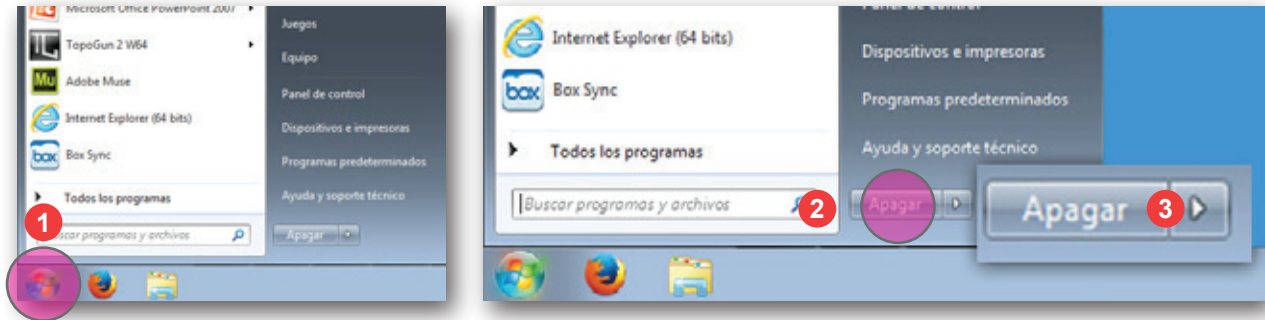 Microsoft Office PowerPoint 2007
TopoGun 2 W64
Mu
Adobe Muse
Internet Explorer (64 bits)
box
Box Sync
Todos los programas
1
Buscar programas y archivos
Juegos
Equipo
Panel de control
Dispositivos e impresoras
Programas predeterminados
Ayuda y soporte técnico
Apagar
Internet Explorer (64 bits)
box
Box Sync
Todos los programas
Buscar programas y archivos
2
Panel de control
Dispositivos e impresoras
Programas predeterminados
Ayuda y soporte técnico
Apagar
Apagar
3